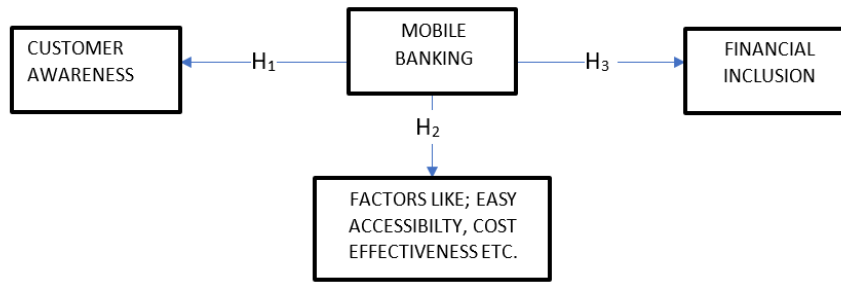 CUSTOMER
AWARENESS
H₁
MOBILE
BANKING
H₃
FINANCIAL
INCLUSION
H₂
FACTORS LIKE; EASY
ACCESSIBILTY, COST
EFFECTIVENESS ETC.